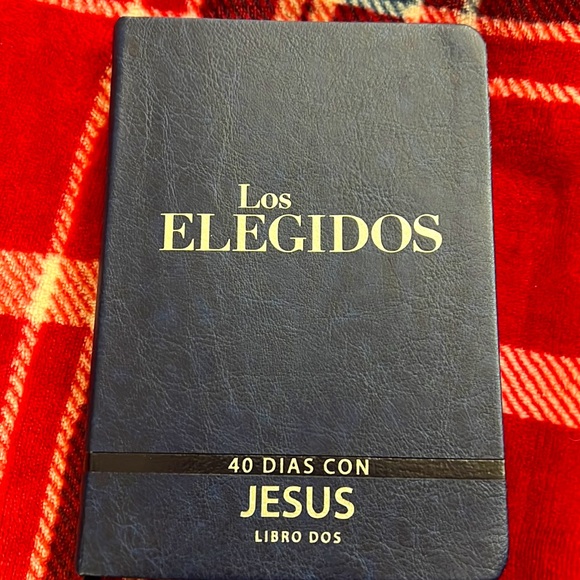 Los
ELEGIDOS
40 DIAS CON
JESUS
LIBRO DOS